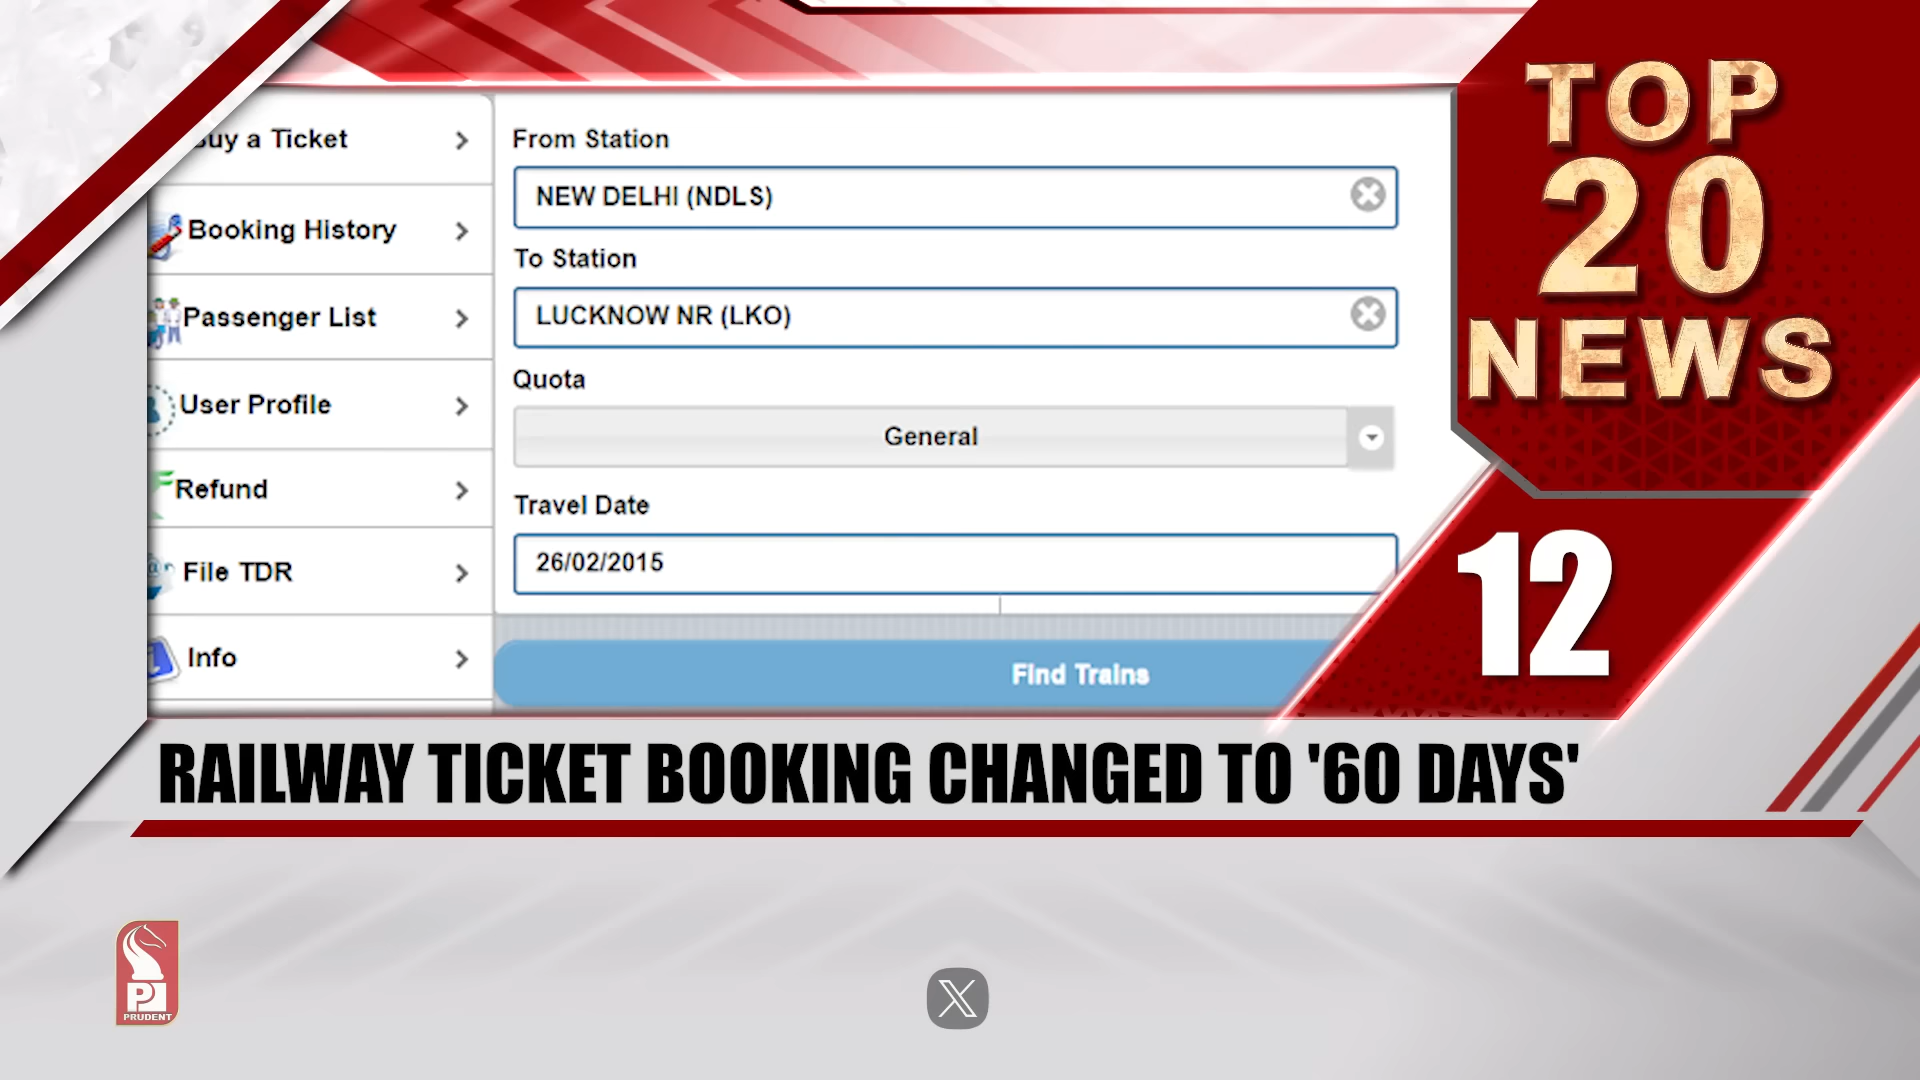 TOP
20
NEWS
12
Buy a Ticket
Booking History
Passenger List
User Profile
Refund
File TDR
Info
From Station
NEW DELHI (NDLS)
To Station
LUCKNOW NR (LKO)
Quota
General
Travel Date
26/02/2015
Find Trains
RAILWAY TICKET BOOKING CHANGED TO '60 DAYS'
P
PRUDENT
X